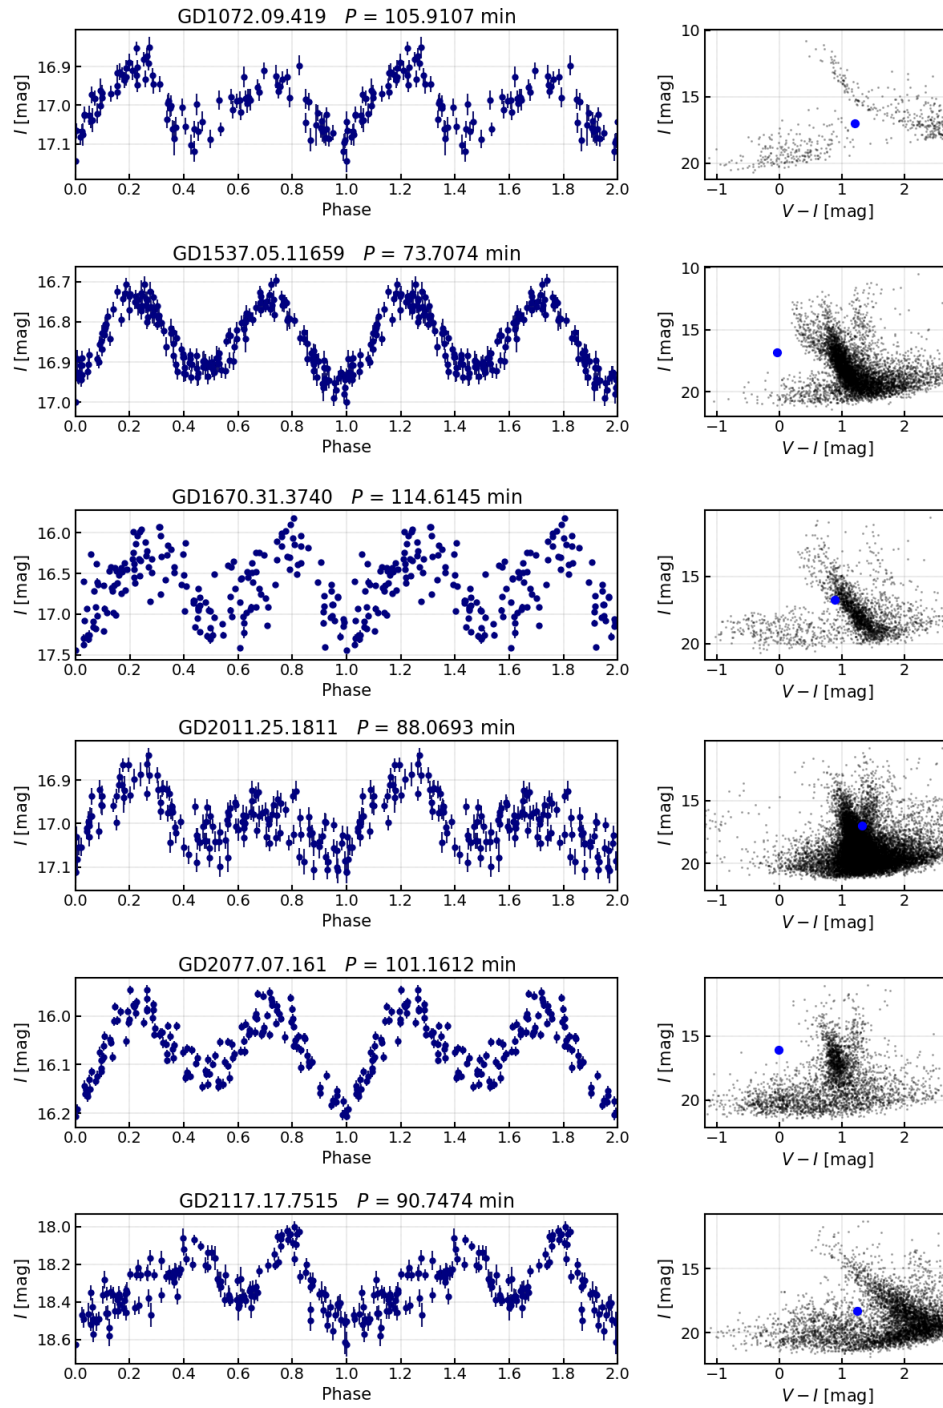 GD1072.09.419 P = 105.9107 min
I [mag]
16.9
17.0
17.1
0.0 0.2 0.4 0.6 0.8 1.0 1.2 1.4 1.6 1.8 2.0
Phase
I [mag]
10
15
20
−1 0 1 2
V − I [mag]
GD1537.05.11659 P = 73.7074 min
I [mag]
16.7
16.8
16.9
17.0
0.0 0.2 0.4 0.6 0.8 1.0 1.2 1.4 1.6 1.8 2.0
Phase
I [mag]
10
15
20
−1 0 1 2
V − I [mag]
GD1670.31.3740 P = 114.6145 min
I [mag]
16.0
16.5
17.0
17.5
0.0 0.2 0.4 0.6 0.8 1.0 1.2 1.4 1.6 1.8 2.0
Phase
I [mag]
15
20
−1 0 1 2
V − I [mag]
GD2011.25.1811 P = 88.0693 min
I [mag]
16.9
17.0
17.1
0.0 0.2 0.4 0.6 0.8 1.0 1.2 1.4 1.6 1.8 2.0
Phase
I [mag]
15
20
−1 0 1 2
V − I [mag]
GD2077.07.161 P = 101.1612 min
I [mag]
16.0
16.1
16.2
0.0 0.2 0.4 0.6 0.8 1.0 1.2 1.4 1.6 1.8 2.0
Phase
I [mag]
15
20
−1 0 1 2
V − I [mag]
GD2117.17.7515 P = 90.7474 min
I [mag]
18.0
18.2
18.4
18.6
0.0 0.2 0.4 0.6 0.8 1.0 1.2 1.4 1.6 1.8 2.0
Phase
I [mag]
15
20
−1 0 1 2
V − I [mag]